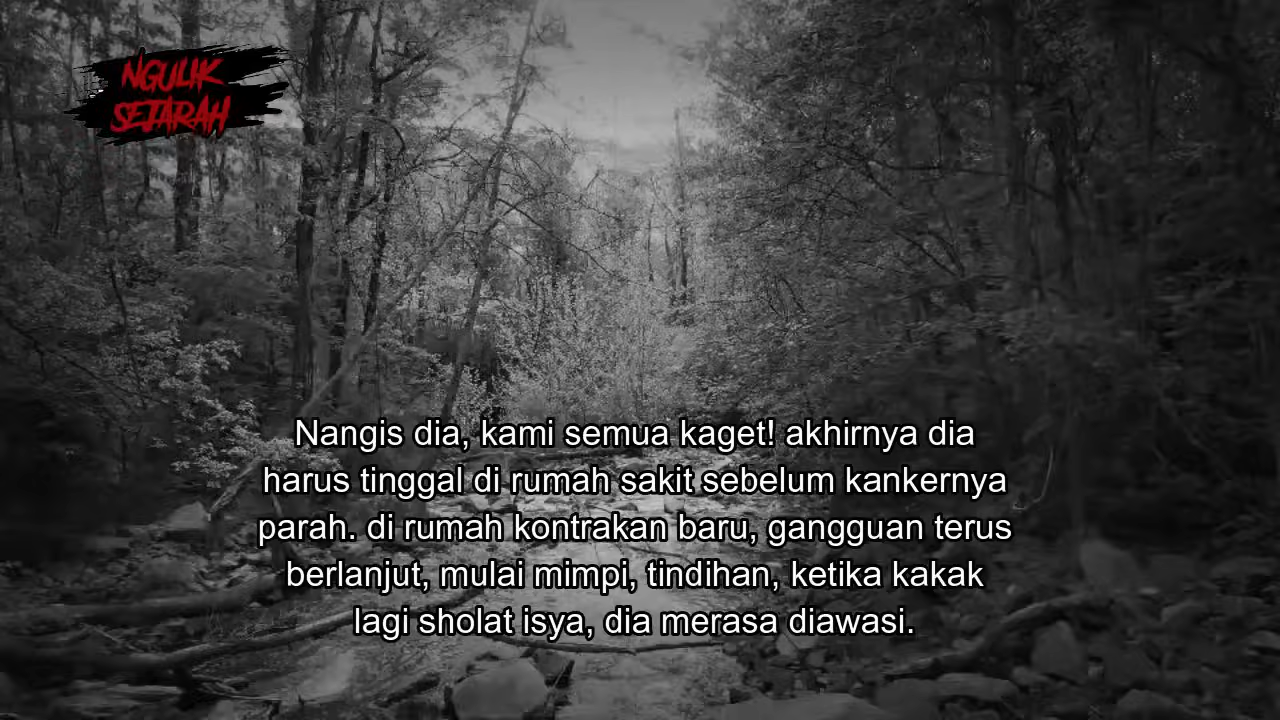 NGULIK
SEJARAH
Nangis dia, kami semua kaget! akhirnya dia
harus tinggal di rumah sakit sebelum kankernya
parah. di rumah kontrakan baru, gangguan terus
berlanjut, mulai mimpi, tindihan, ketika kakak
lagi sholat isya, dia merasa diawasi.